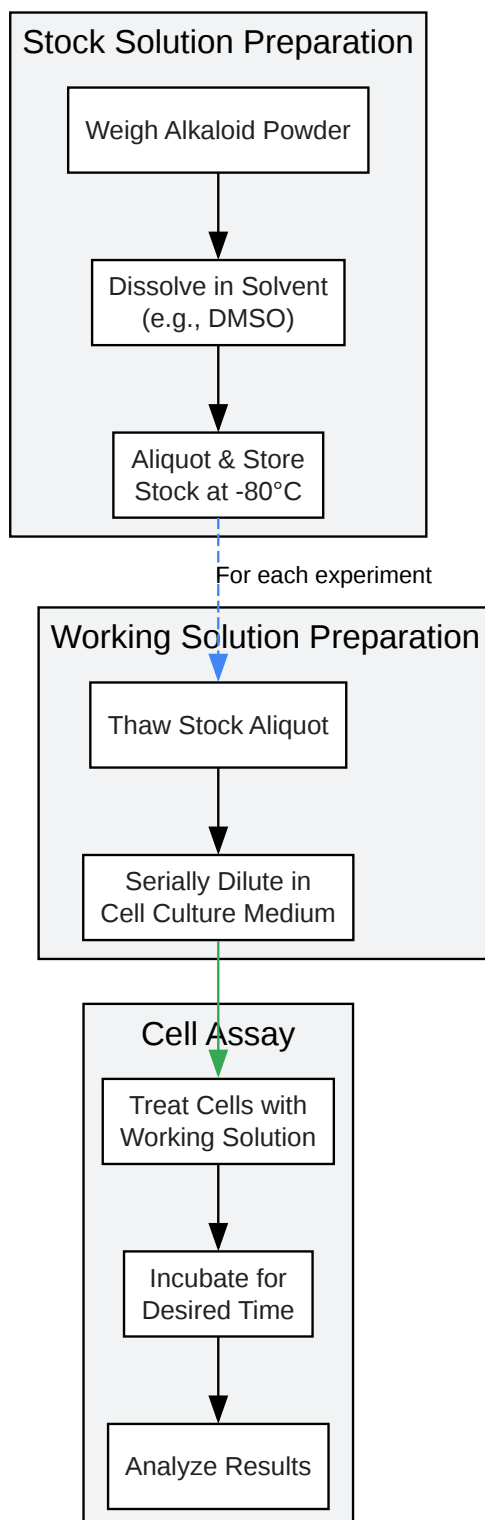 Stock Solution Preparation
Weigh Alkaloid Powder
Dissolve in Solvent
(e.g., DMSO)
Aliquot & Store
Stock at -80°C
For each experiment
Working Solution Preparation
Thaw Stock Aliquot
Serially Dilute in
Cell Culture Medium
Cell Assay
Treat Cells with
Working Solution
Incubate for
Desired Time
Analyze Results